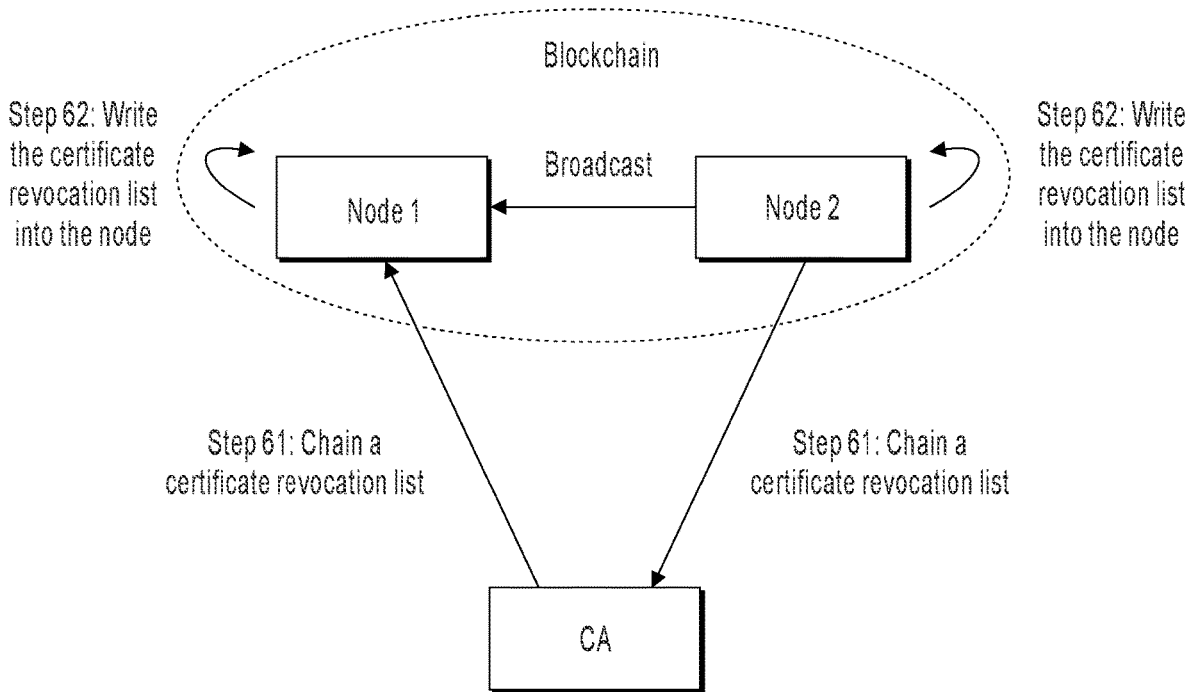 Blockchain
Step 62: Write
the certificate
revocation list
into the node
Node 1
Broadcast
Node 2
Step 62: Write
the certificate
revocation list
into the node
Step 61: Chain a
certificate revocation list
Step 61: Chain a
certificate revocation list
CA